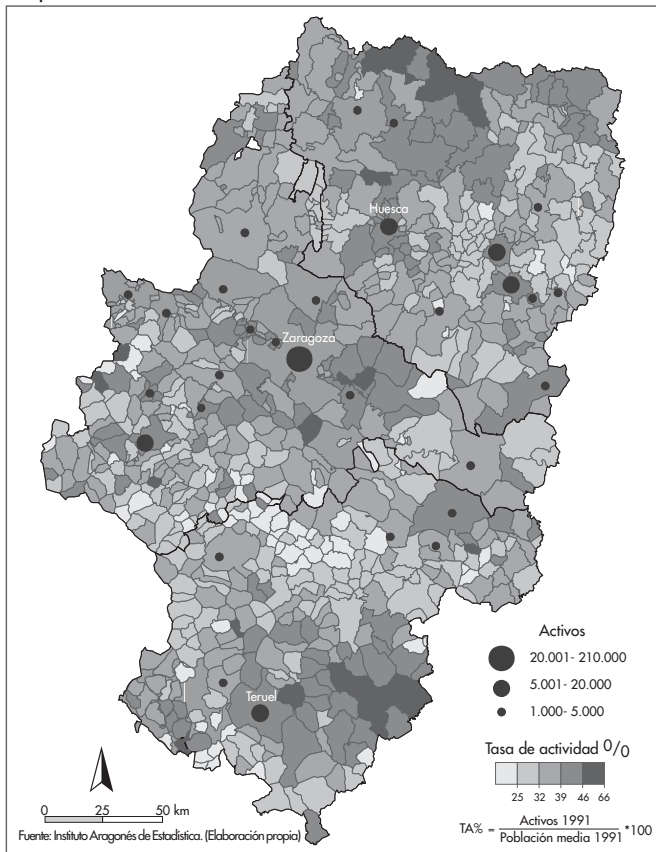 Huesca
Zaragoza
Teruel
Activos
20.001- 210.000
5.001- 20.000
1.000- 5.000
Tasa de actividad 0/0
25 32 39 46 66
0 25 50 km
Fuente: Instituto Aragonés de Estadística. (Elaboración propia)
TA% = Activos 1991 / Población media 1991 *100